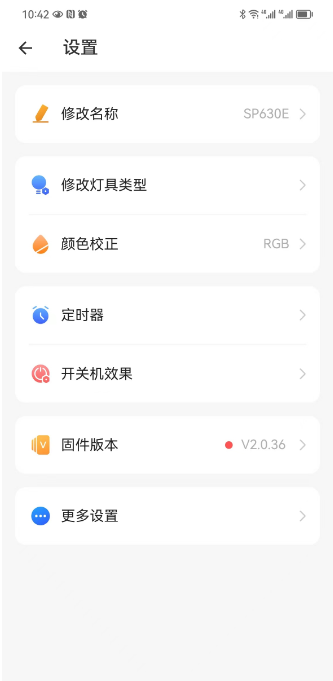 10:42
设置
修改名称 SP630E
修改灯具类型
颜色校正 RGB
定时器
开关机效果
固件版本 V2.0.36
更多设置